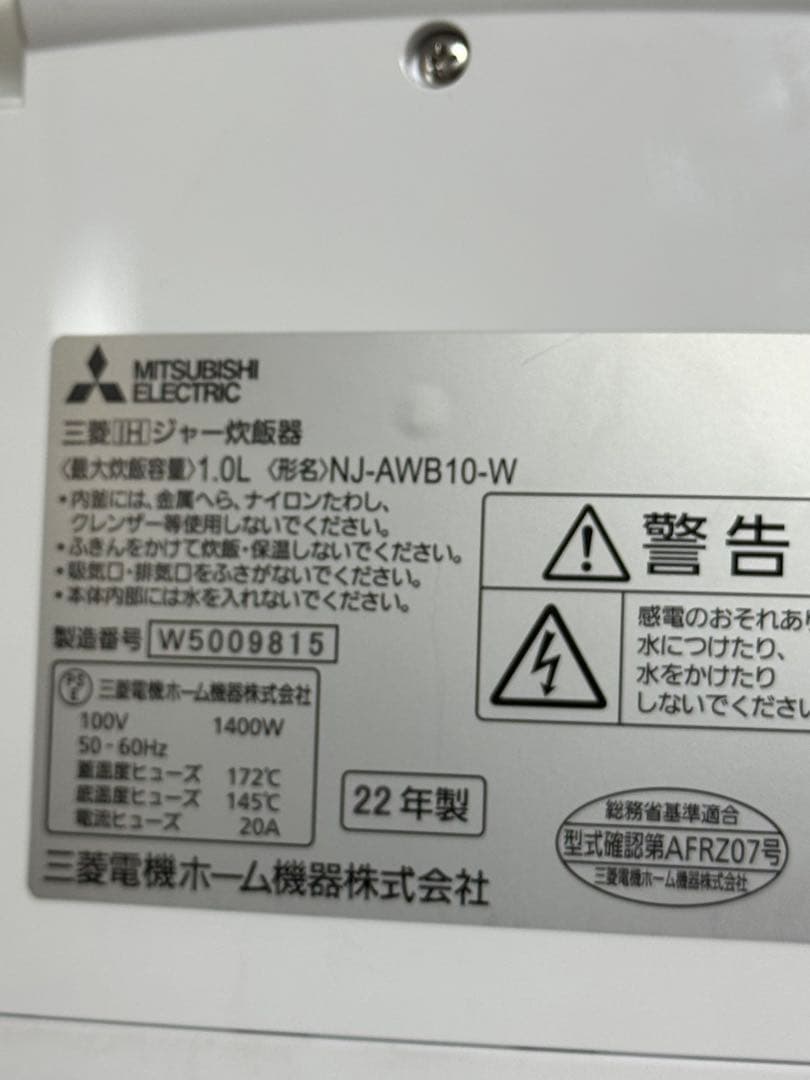 MITSUBISHI
ELECTRIC
三菱IHジャー炊飯器
〈最大炊飯容量〉1.0L 〈形名〉NJ-AWB10-W
•内釜には、金属へら、ナイロンたわし、
クレンザー等使用しないでください。
•ふきんをかけて炊飯・保温しないでください。
•吸気口・排気口をふさがないでください。
•本体内部には水を入れないでください。
製造番号 W5009815
PSE 三菱電機ホーム機器株式会社
100V 1400W
50-60Hz
蓋温度ヒューズ 172℃
底温度ヒューズ 145℃
電流ヒューズ 20A
22年製
三菱電機ホーム機器株式会社
警告
感電のおそれあり
水につけたり、
水をかけたり
しないでください
総務省基準適合
型式確認第AFRZ07号
三菱電機ホーム機器株式会社